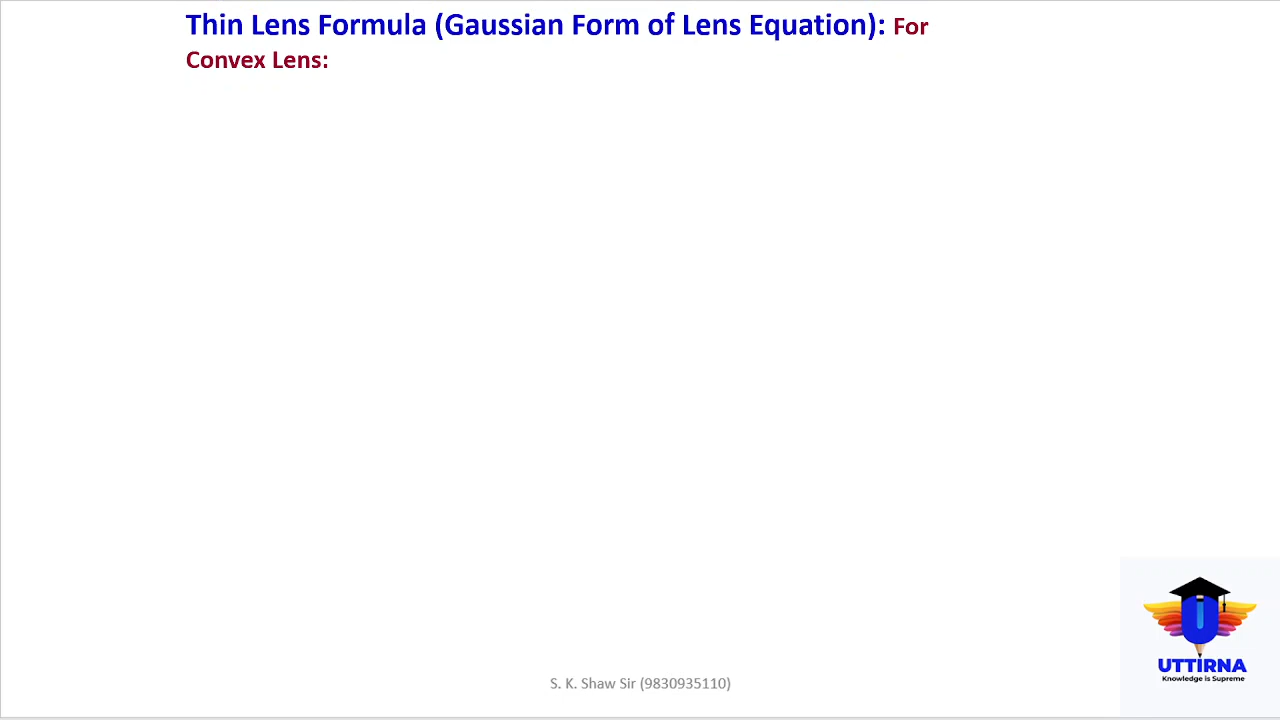 Thin Lens Formula (Gaussian Form of Lens Equation): For
Convex Lens:
U
UTTIRNA
Knowledge is Supreme
S. K. Shaw Sir (9830935110)